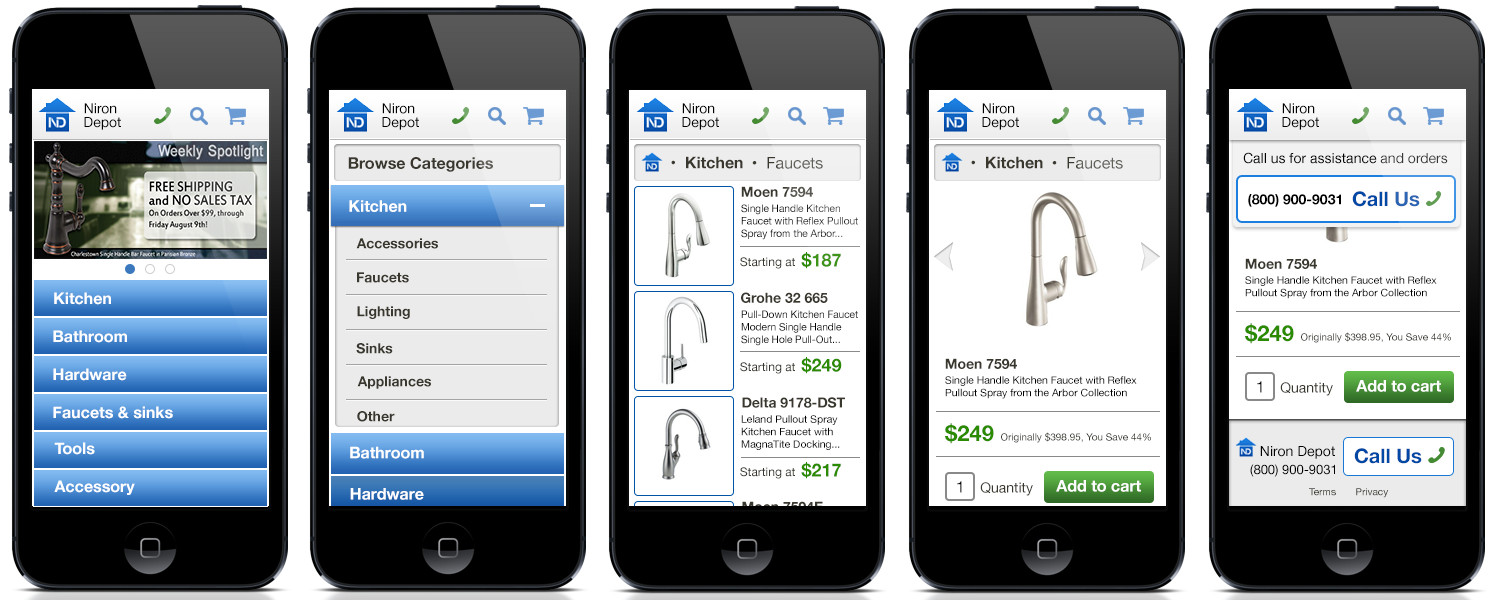 ND
Niron
Depot
Weekly Spotlight
FREE SHIPPING
and NO SALES TAX
On Orders Over $99, through
Friday August 9th!
Charlestown Single Handle Bar Faucet in Parisian Bronze
Kitchen
Bathroom
Hardware
Faucets & sinks
Tools
Accessory
ND
Niron
Depot
Browse Categories
Kitchen
Accessories
Faucets
Lighting
Sinks
Appliances
Other
Bathroom
Hardware
ND
Niron
Depot
ND • Kitchen • Faucets
Moen 7594
Single Handle Kitchen
Faucet with Reflex Pullout
Spray from the Arbor...
Starting at $187
Grohe 32 665
Pull-Down Kitchen Faucet
Modern Single Handle
Single Hole Pull-Out...
Starting at $249
Delta 9178-DST
Leland Pullout Spray
Kitchen Faucet with
MagnaTite Docking...
Starting at $217
Moen 7594E
ND
Niron
Depot
ND • Kitchen • Faucets
Moen 7594
Single Handle Kitchen Faucet with Reflex
Pullout Spray from the Arbor Collection
$249 Originally $398.95, You Save 44%
1 Quantity Add to cart
ND
Niron
Depot
Call us for assistance and orders
(800) 900-9031 Call Us
Moen 7594
Single Handle Kitchen Faucet with Reflex
Pullout Spray from the Arbor Collection
$249 Originally $398.95, You Save 44%
1 Quantity Add to cart
ND Niron Depot
(800) 900-9031
Call Us
Terms Privacy